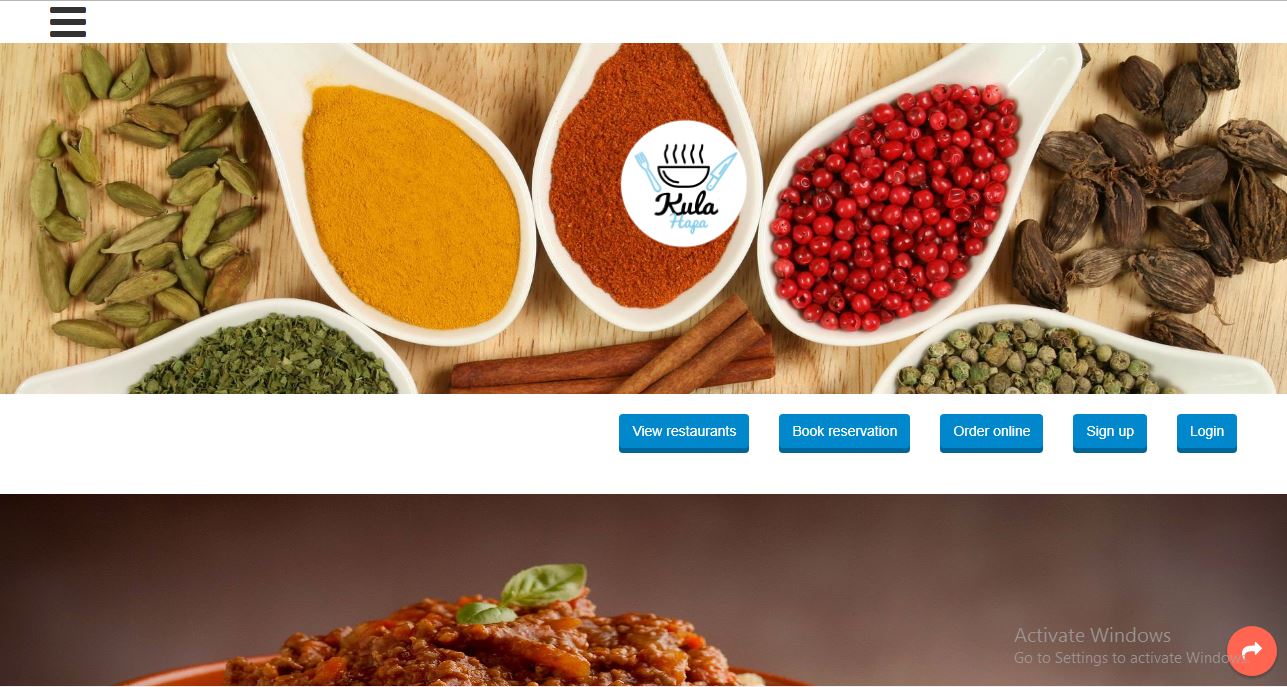 Kula
Hapa
View restaurants
Book reservation
Order online
Sign up
Login
Activate Windows
Go to Settings to activate Windows.